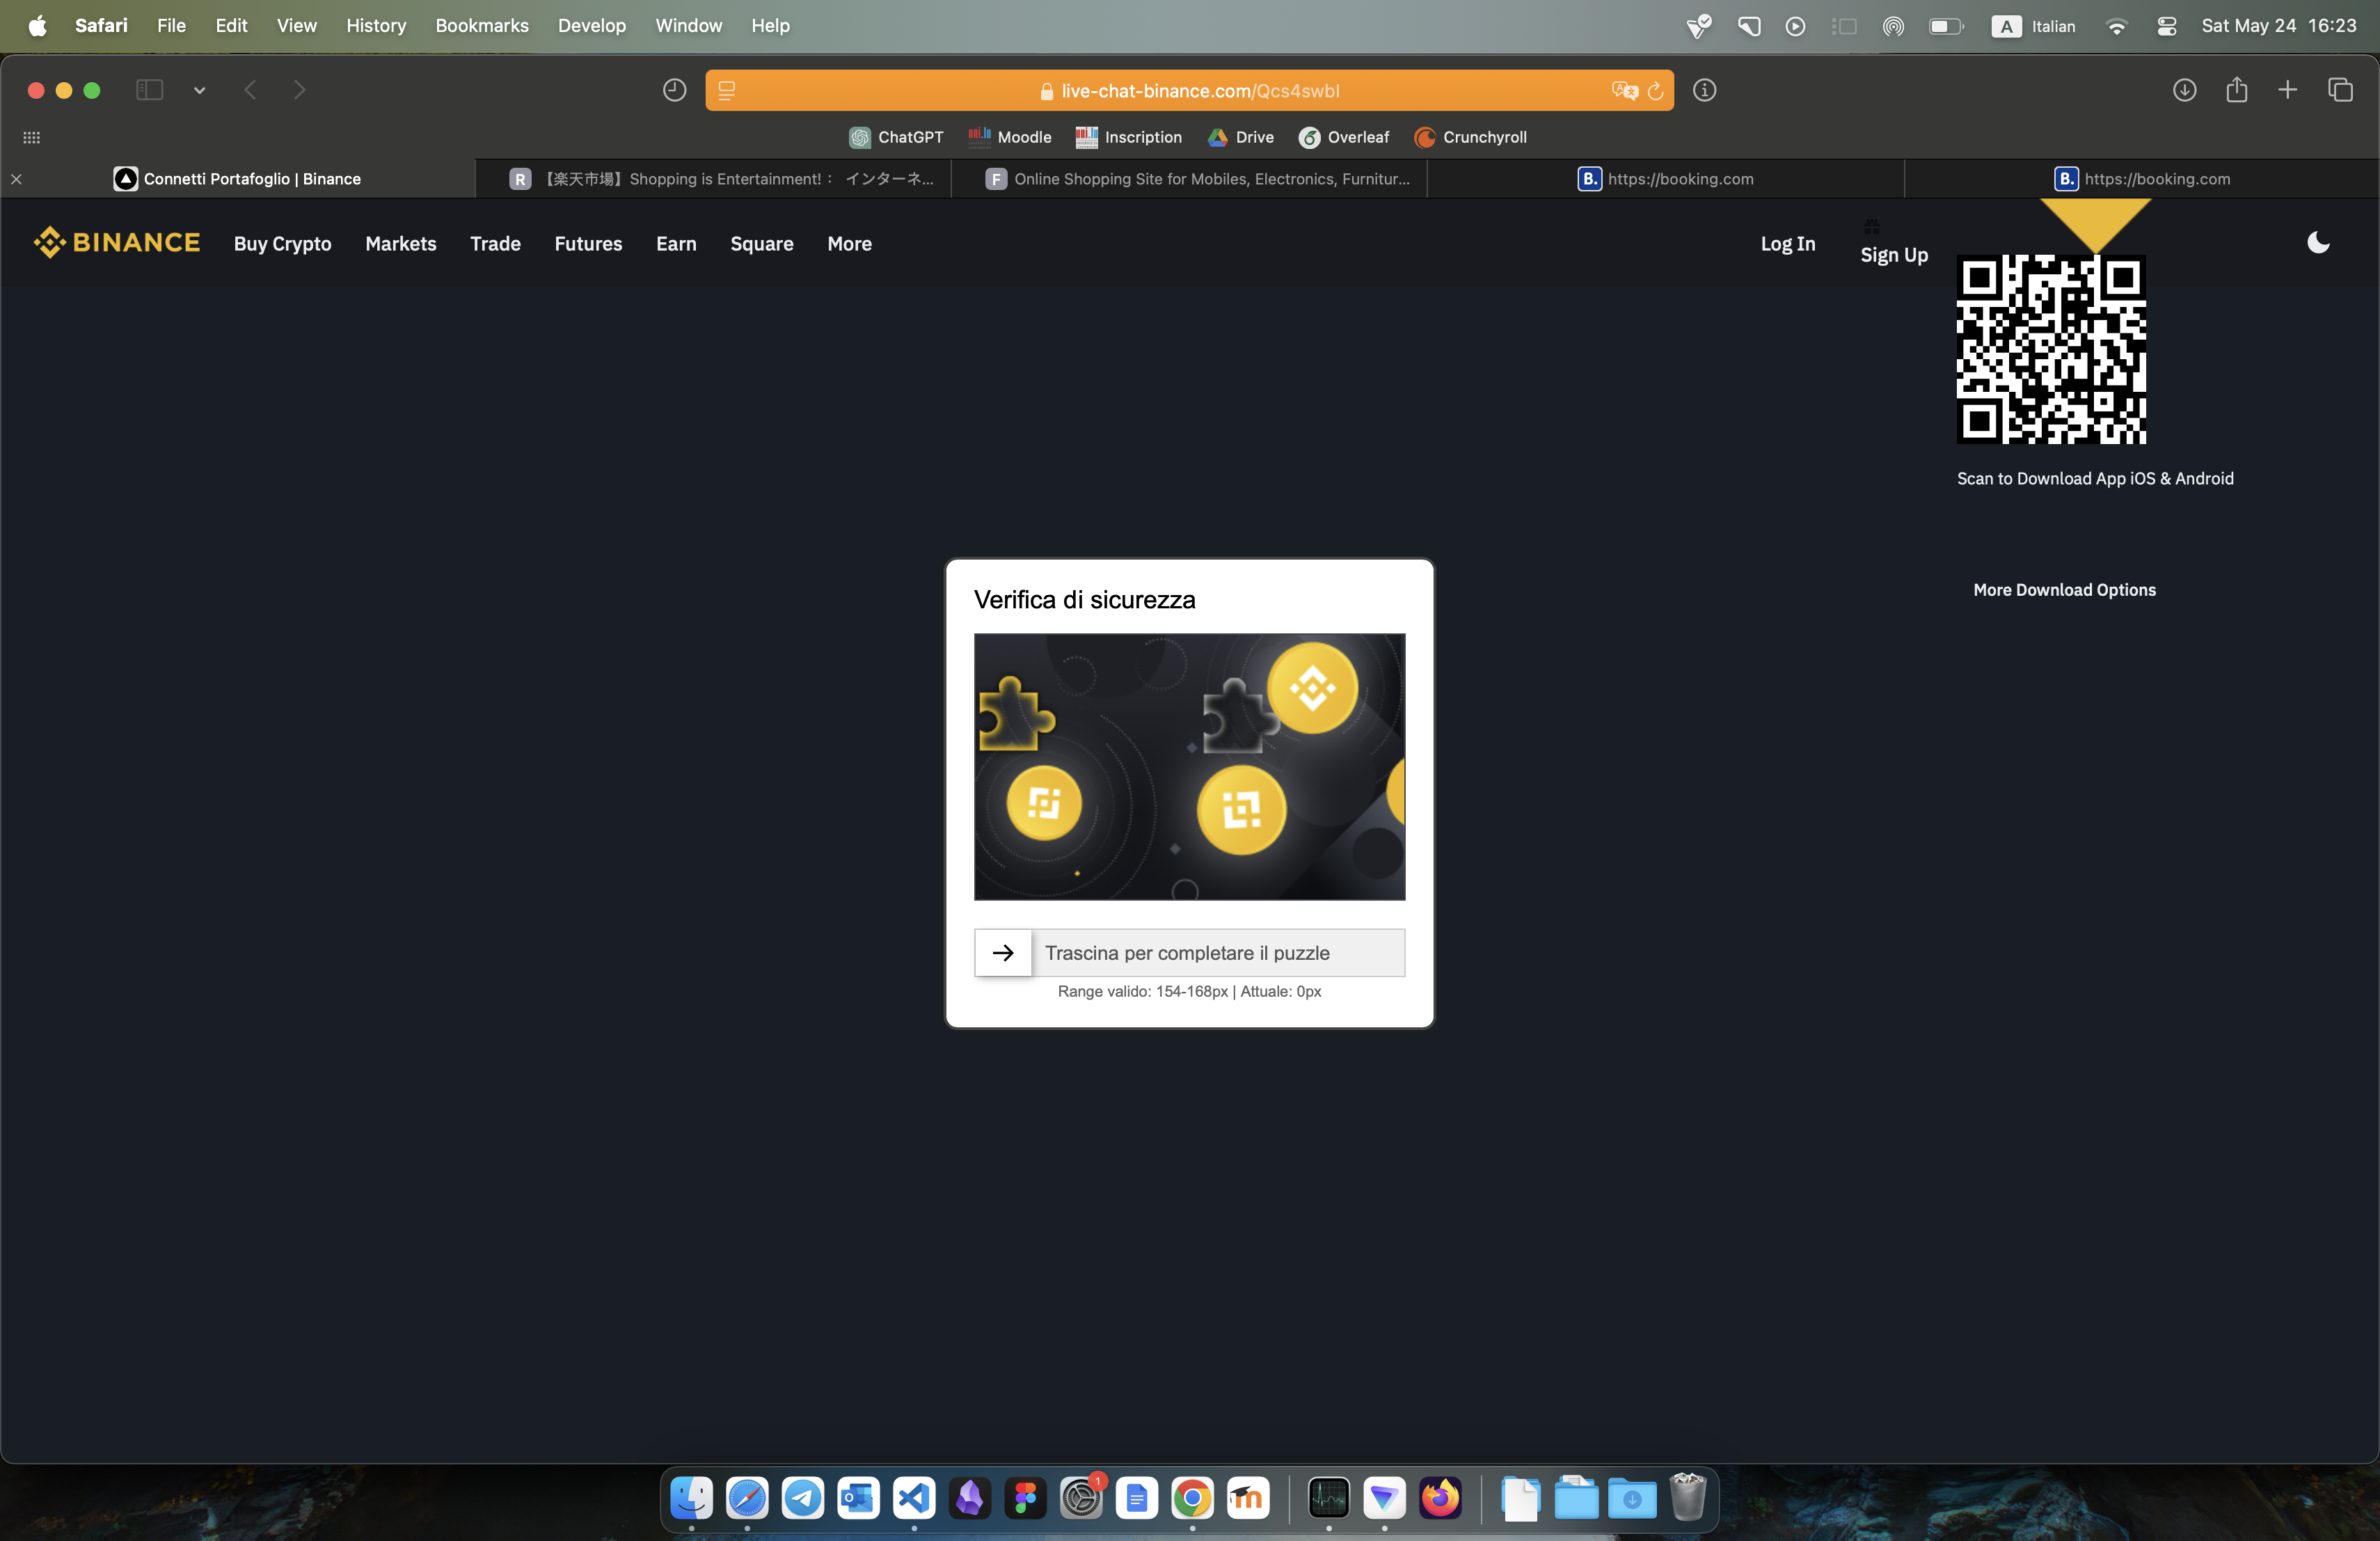 Safari File Edit View History Bookmarks Develop Window Help A Italian Sat May 24 16:23
live-chat-binance.com/Qcs4swbI
ChatGPT Moodle Inscription Drive Overleaf Crunchyroll
Connetti Portafoglio | Binance
R 【楽天市場】Shopping is Entertainment!： インターネ...
F Online Shopping Site for Mobiles, Electronics, Furnitur...
B. https://booking.com
B. https://booking.com
BINANCE Buy Crypto Markets Trade Futures Earn Square More Log In Sign Up
Scan to Download App iOS & Android
More Download Options
Verifica di sicurezza
Trascina per completare il puzzle
Range valido: 154-168px | Attuale: 0px
1